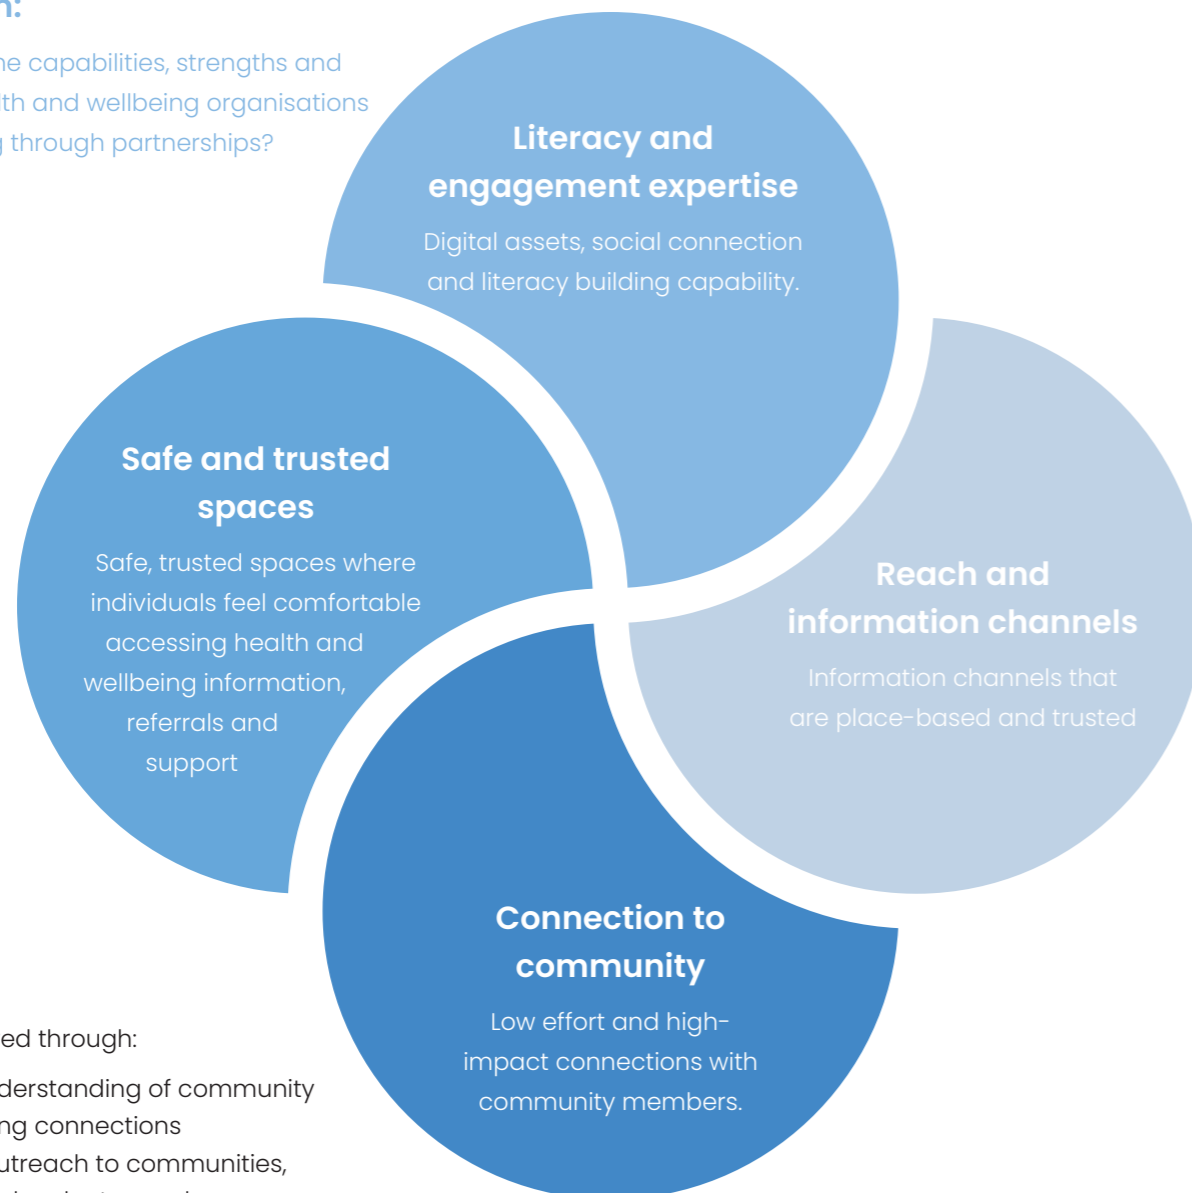 capabilities, strengths and
and wellbeing organisations
through partnerships?
Literacy and
engagement expertise
Digital assets, social connection
and literacy building capability.
Safe and trusted
spaces
Safe, trusted spaces where
individuals feel comfortable
accessing health and
wellbeing information,
referrals and
support
Reach and
information channels
Information channels that
are place-based and trusted
Connection to
community
Low effort and high-
impact connections with
community members.
through:
of community
connections
to communities,